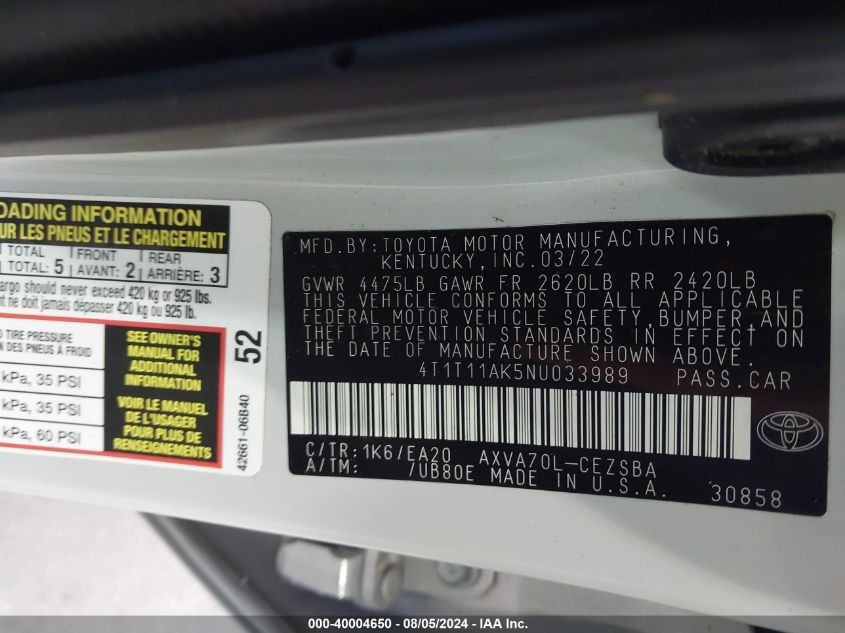 OADING INFORMATION
UR LES PNEUS ET LE CHARGEMENT
TOTAL FRONT REAR
TOTAL: 5 AVANT: 2 ARRIÈRE: 3
cargo should never exceed 420 kg or 925 lbs.
nt ne doit jamais dépasser 420 kg ou 925 lb.
TIRE PRESSURE
DES PNEUS À FROID
kPa, 35 PSI
kPa, 35 PSI
kPa, 60 PSI
SEE OWNER'S
MANUAL FOR
ADDITIONAL
INFORMATION
VOIR LE MANUEL
DE L'USAGER
POUR PLUS DE
RENSEIGNEMENTS
52
42661-06B40
MFD.BY:TOYOTA MOTOR MANUFACTURING,
KENTUCKY,INC.03/22
GVWR 4475LB GAWR FR 2620LB RR 2420LB
THIS VEHICLE CONFORMS TO ALL APPLICABLE
FEDERAL MOTOR VEHICLE SAFETY,BUMPER,AND
THEFT PREVENTION STANDARDS IN EFFECT ON
THE DATE OF MANUFACTURE SHOWN ABOVE.
4T1T11AK5NU033989 PASS.CAR
C/TR:1K6/EA20 AXVA70L-CEZSBA
A/TM: /UB80E MADE IN U.S.A.
30858
000-40004650 - 08/05/2024 - IAA Inc.